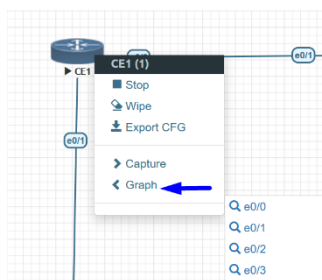 e0/1
CE1
CE1 (1)
Stop
Wipe
Export CFG
Capture
Graph
e0/1
e0/0
e0/1
e0/2
e0/3